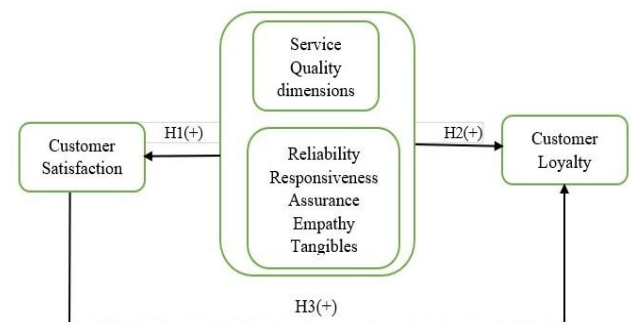 Service
Quality
dimensions
H1(+)
H2(+)
Customer
Satisfaction
Customer
Loyalty
Reliability
Responsiveness
Assurance
Empathy
Tangibles
H3(+)